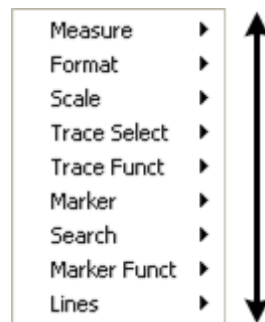 Measure
Format
Scale
Trace Select
Trace Funct
Marker
Search
Marker Funct
Lines